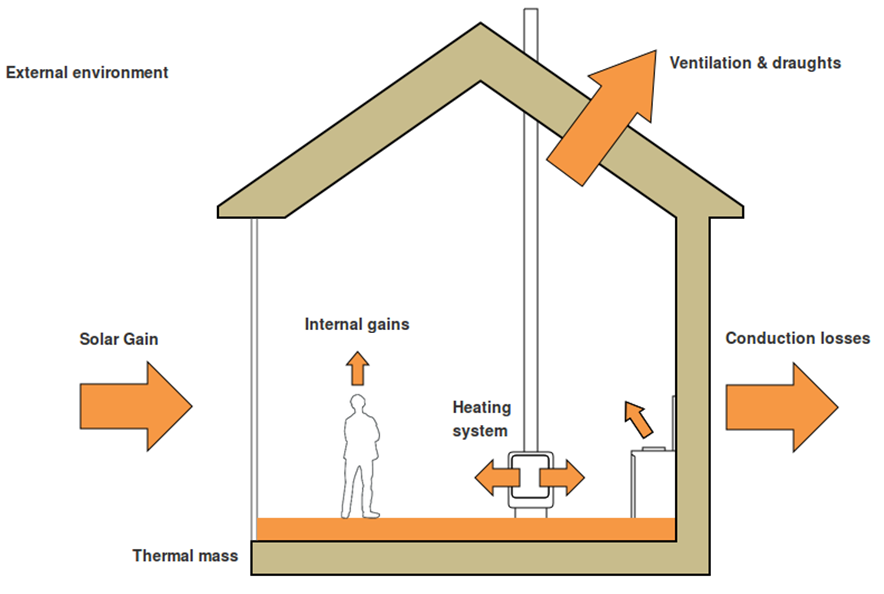 External environment
Ventilation & draughts
Solar Gain
Internal gains
Conduction losses
Heating
system
Thermal mass